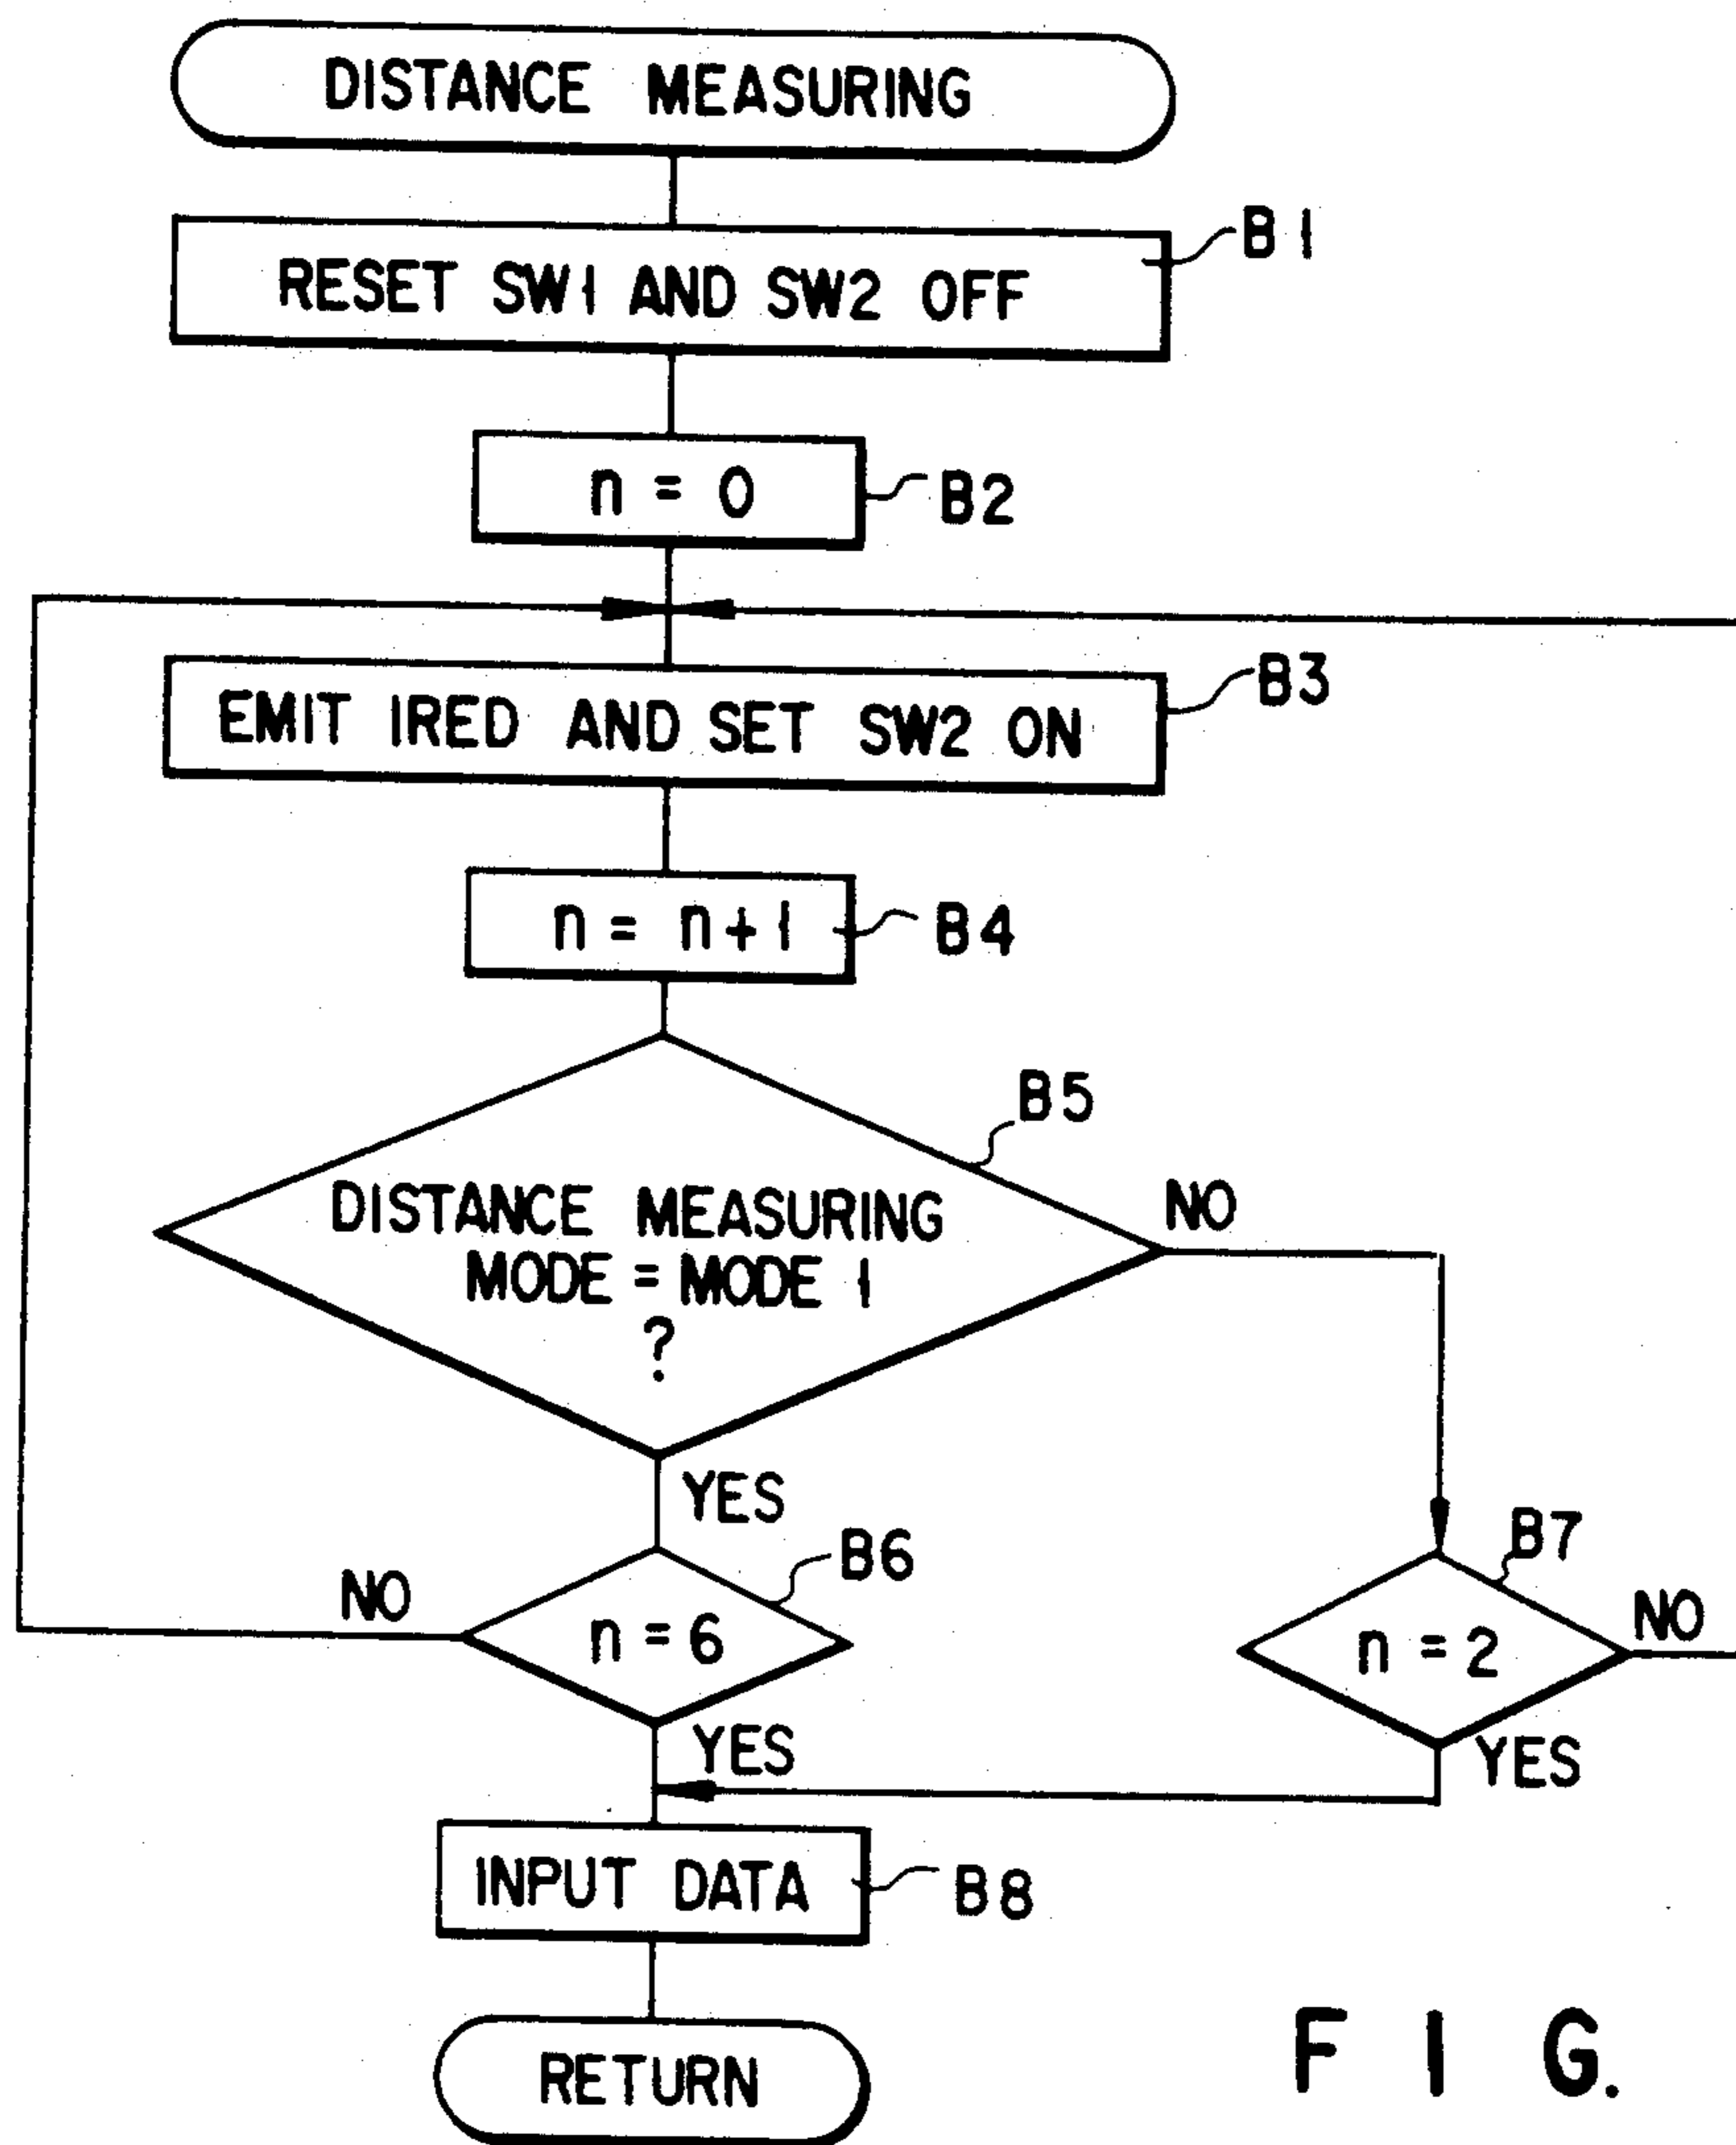 DISTANCE MEASURING
RESET SW1 AND SW2 OFF
B1
n = 0
B2
EMIT IRED AND SET SW2 ON
B3
n = n+1
B4
B5
DISTANCE MEASURING
MODE = MODE 1
?
NO
YES
B6
n = 6
NO
YES
B7
n = 2
NO
YES
INPUT DATA
B8
RETURN
FIG.